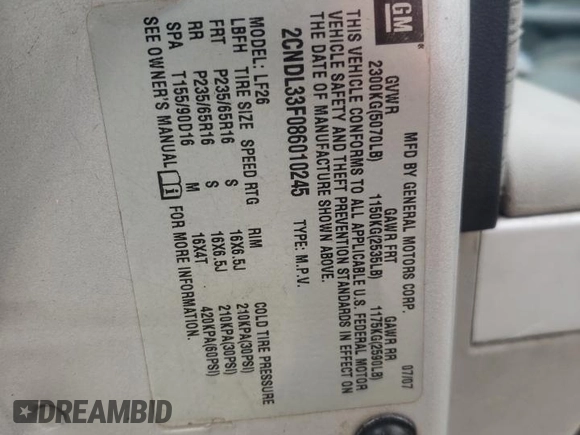 GM
MFD BY GENERAL MOTORS CORP. 07/07
GVWR GAWR FRT GAWR RR
2300KG(5070LB) 1150KG(2535LB) 1175KG(2590LB)
THIS VEHICLE CONFORMS TO ALL APPLICABLE U.S. FEDERAL MOTOR
VEHICLE SAFETY AND THEFT PREVENTION STANDARDS IN EFFECT ON
THE DATE OF MANUFACTURE SHOWN ABOVE.
2CNDL33F086010245 TYPE: M.P.V.
MODEL: LF26
LBFH TIRE SIZE SPEED RTG RIM COLD TIRE PRESSURE
FRT P235/65R16 S 16X6.5J 210KPA(30PSI)
RR P235/65R16 S 16X6.5J 210KPA(30PSI)
SPA T155/90D16 M 16X4T 420KPA(60PSI)
SEE OWNER'S MANUAL i FOR MORE INFORMATION.
DREAMBID